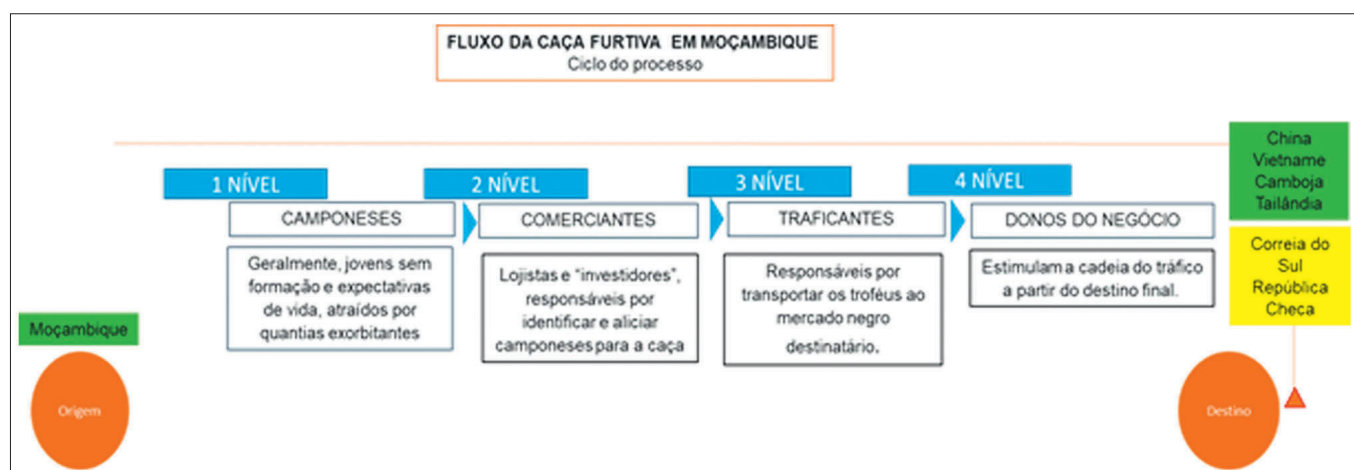 FLUXO DA CAÇA FURTIVA EM MOÇAMBIQUE
Ciclo do processo
China
Vietname
Camboja
Tailândia
1 NÍVEL
2 NÍVEL
3 NÍVEL
4 NÍVEL
CAMPONESES
COMERCIANTES
TRAFICANTES
DONOS DO NEGÓCIO
Geralmente, jovens sem
formação e expectativas
de vida, atraídos por
quantias exorbitantes
Lojistas e “investidores”,
responsáveis por
identificar e aliciar
camponeses para a caça
Responsáveis por
transportar os troféus ao
mercado negro
destinatário.
Estimulam a cadeia do tráfico
a partir do destino final.
Correia do
Sul
República
Checa
Moçambique
Origem
Destino